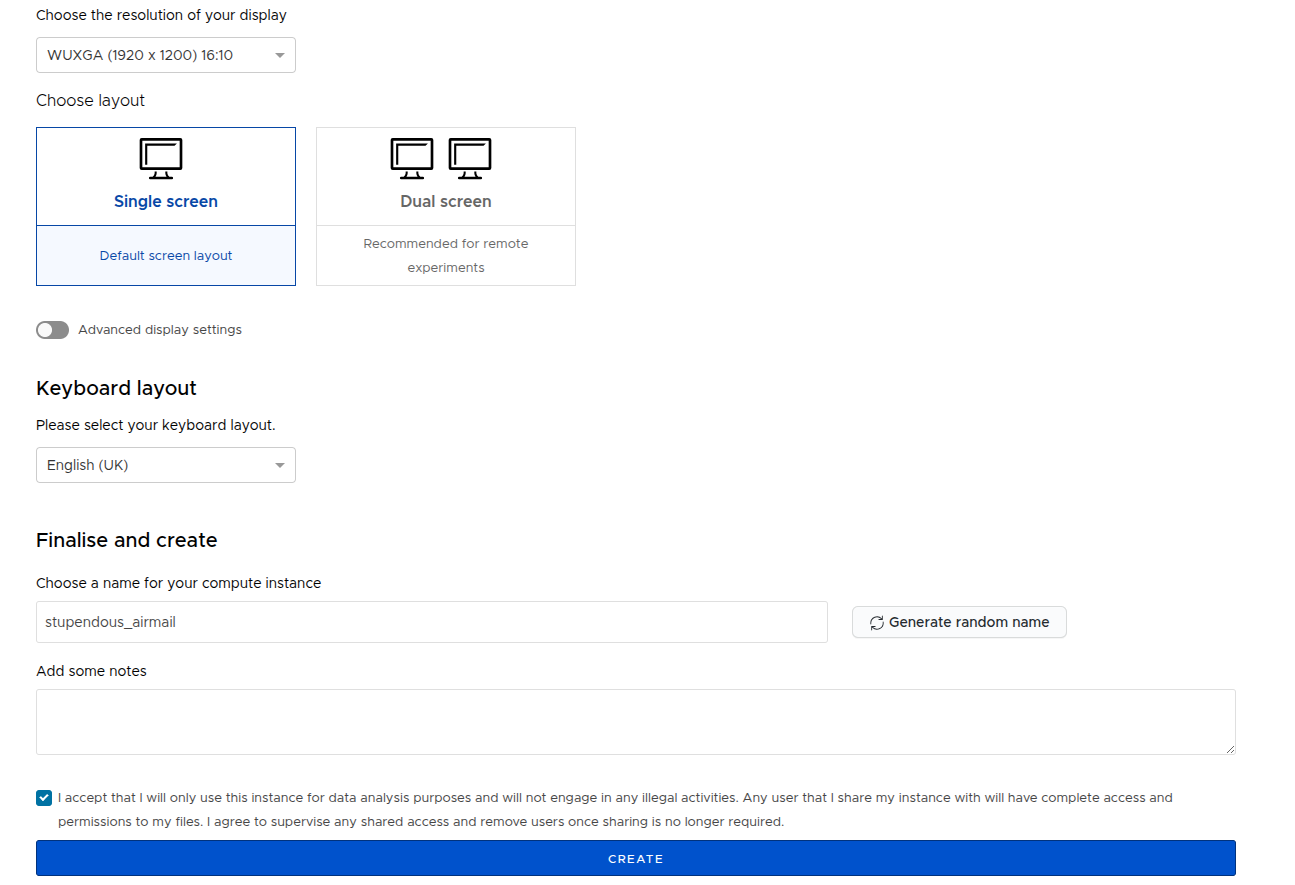 Choose the resolution of your display
WUXGA (1920 x 1200) 16:10
Choose layout
Single screen
Default screen layout
Dual screen
Recommended for remote
experiments
Advanced display settings
Keyboard layout
Please select your keyboard layout.
English (UK)
Finalise and create
Choose a name for your compute instance
stupendous_airmail
Generate random name
Add some notes
I accept that I will only use this instance for data analysis purposes and will not engage in any illegal activities. Any user that I share my instance with will have complete access and
permissions to my files. I agree to supervise any shared access and remove users once sharing is no longer required.
CREATE